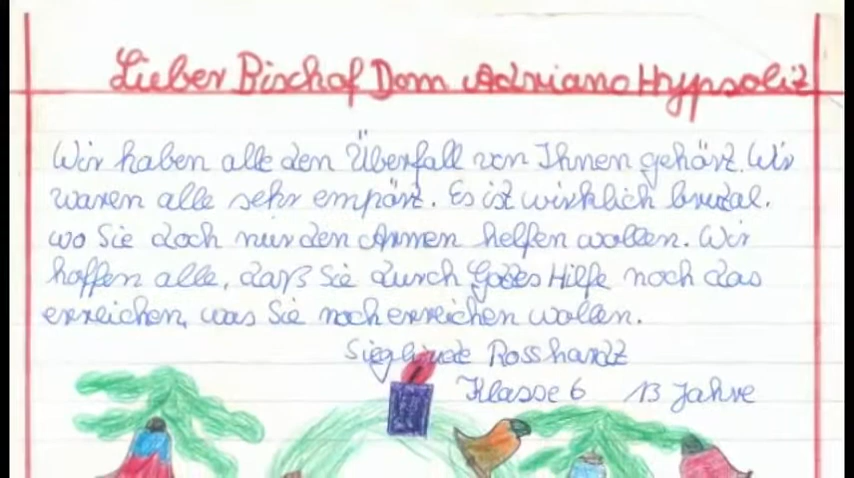 Lieber Bischof Dom Adriano Hypsolit
Wir haben alle den Überfall von Ihnen gehört. Wir
waren alle sehr empört. Es ist wirklich brutal.
wo Sie doch nur den Armen helfen wollen. Wir
hoffen alle, daß Sie durch Gottes Hilfe noch das
erreichen, was Sie noch erreichen wollen.
Sieglinde Rosshardt
Klasse 6 13 Jahre